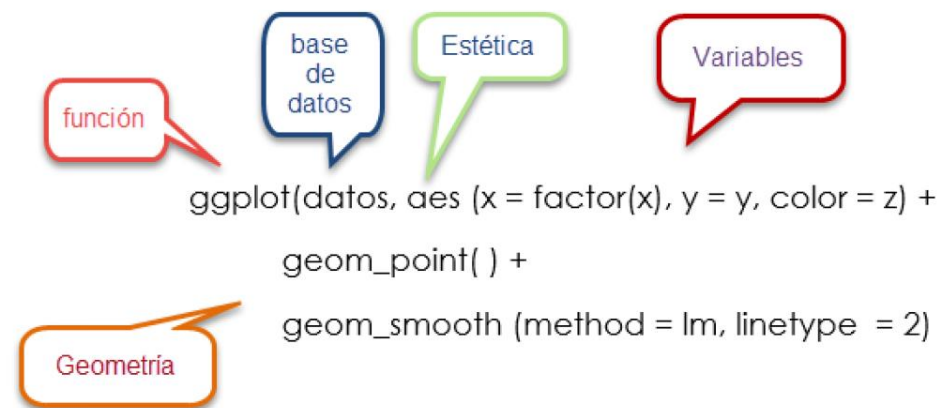 base
de
datos
Estética
Variables
función
ggplot(datos, aes (x = factor(x), y = y, color = z) +
geom_point( ) +
geom_smooth (method = lm, linetype = 2)
Geometría